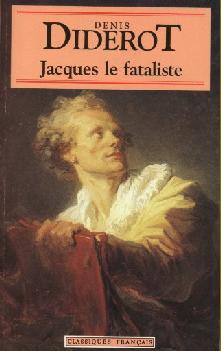 DENIS
DIDEROT
Jacques le fataliste
CLASSIQUES FRANÇAIS